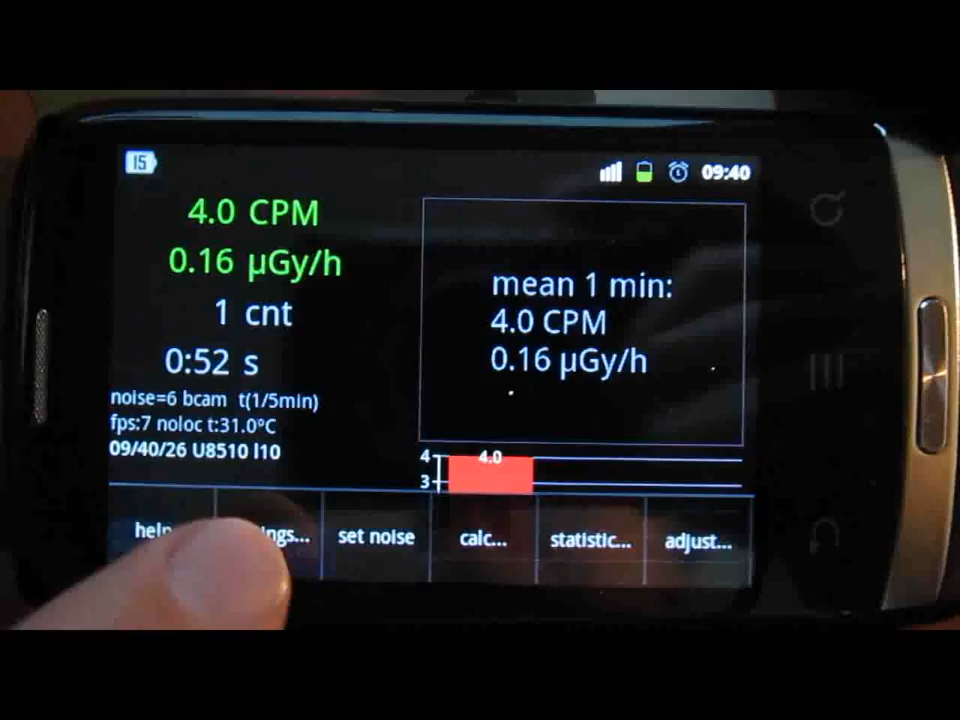 15
09:40
4.0 CPM
0.16 µGy/h
1 cnt
0:52 s
noise=6 bcam t(1/5min)
fps:7 noloc t:31.0ºC
09/40/26 U8510 l10
mean 1 min:
4.0 CPM
0.16 µGy/h
4
4.0
3
set noise
calc...
statistic...
adjust...